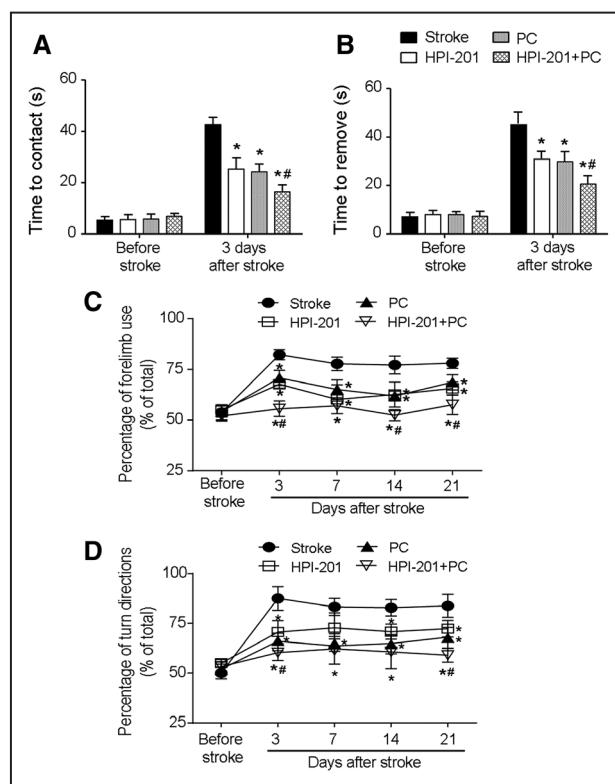 A
Stroke
PC
HPI-201
HPI-201+PC
B
Time to contact (s)
60
40
20
0
*
*
*#
Before
stroke
3 days
after stroke
Time to remove (s)
60
40
20
0
*
*
*#
Before
stroke
3 days
after stroke
C
Stroke
PC
HPI-201
HPI-201+PC
Percentage of forelimb use
(% of total)
100
75
50
25
*
*
*#
*
*
*
*
*
*#
*
*
*#
Before
stroke
3
7
14
21
Days after stroke
D
Stroke
PC
HPI-201
HPI-201+PC
Percentage of turn directions
(% of total)
100
75
50
25
*
*
*#
*
*
*
*
*
*
*
*#
Before
stroke
3
7
14
21
Days after stroke